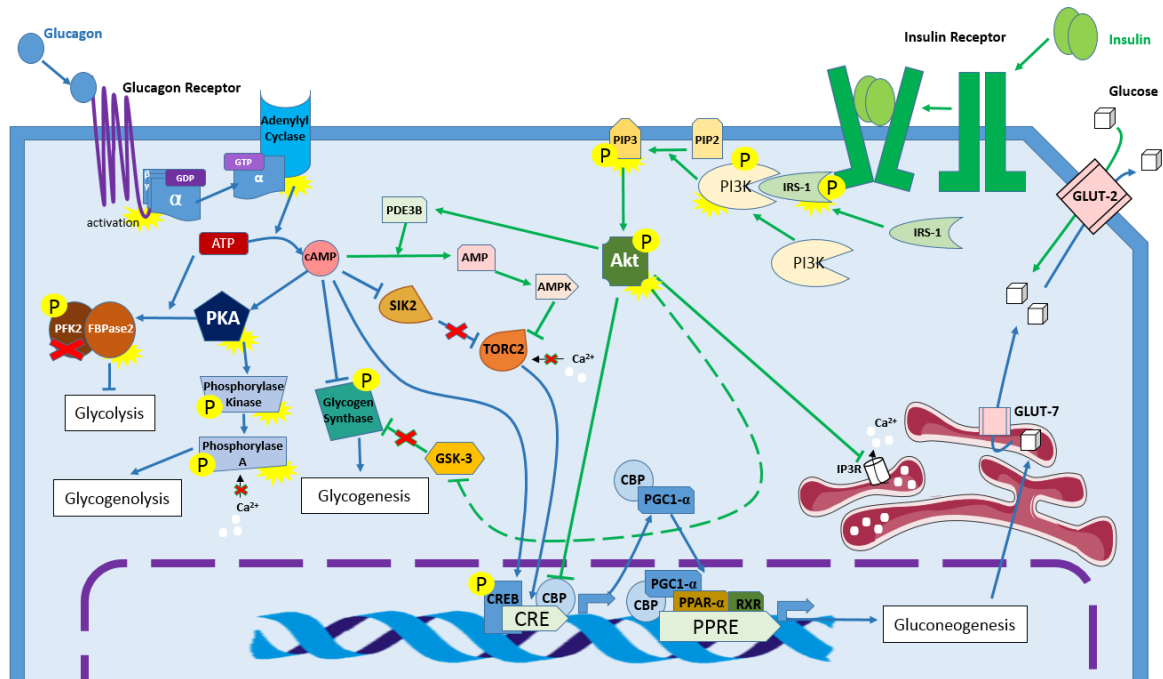 Glucagon
Glucagon Receptor
Adenylyl
Cyclase
GTP
α
β
γ
GDP
α
activation
Insulin Receptor
Insulin
Glucose
GLUT-2
PIP3
P
PIP2
P
PI3K
IRS-1
P
IRS-1
PI3K
PDE3B
P
Akt
ATP
cAMP
AMP
AMPK
SIK2
TORC2
Ca²⁺
P
PFK2
FBPase2
PKA
Glycolysis
Phosphorylase
Kinase
P
Phosphorylase
A
P
Ca²⁺
Glycogenolysis
P
Glycogen
Synthase
GSK-3
Glycogenesis
GLUT-7
Ca²⁺
IP3R
CBP
PGC1-α
P
CREB
CBP
CRE
PGC1-α
CBP
PPAR-α
RXR
PPRE
Gluconeogenesis